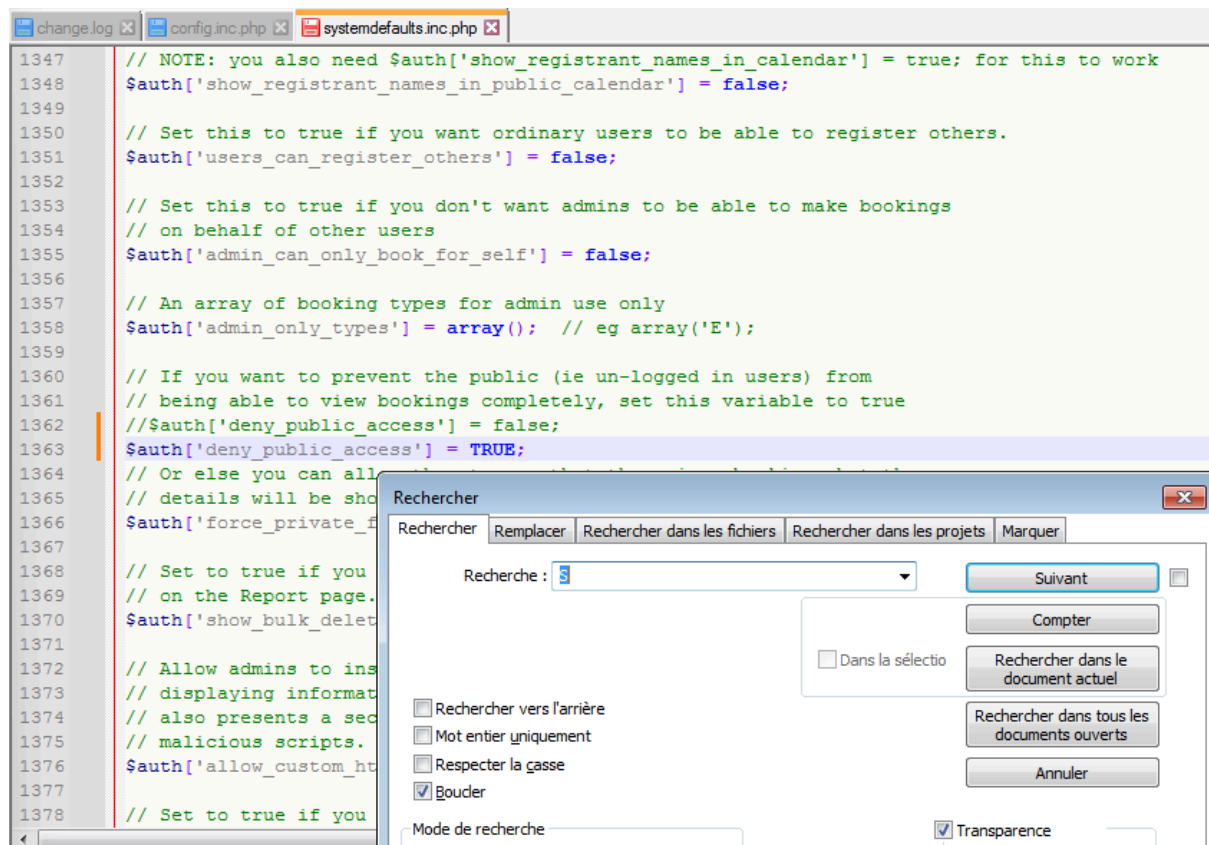 change.log
config.inc.php
systemdefaults.inc.php
1347 // NOTE: you also need $auth['show_registrant_names_in_calendar'] = true; for this to work
1348 $auth['show_registrant_names_in_public_calendar'] = false;
1349
1350 // Set this to true if you want ordinary users to be able to register others.
1351 $auth['users_can_register_others'] = false;
1352
1353 // Set this to true if you don't want admins to be able to make bookings
1354 // on behalf of other users
1355 $auth['admin_can_only_book_for_self'] = false;
1356
1357 // An array of booking types for admin use only
1358 $auth['admin_only_types'] = array(); // eg array('E');
1359
1360 // If you want to prevent the public (ie un-logged in users) from
1361 // being able to view bookings completely, set this variable to true
1362 //$auth['deny_public_access'] = false;
1363 $auth['deny_public_access'] = TRUE;
1364 // Or else you can
1365 // details will be sho
1366 $auth['force_private_f
1367
1368 // Set to true if you
1369 // on the Report page.
1370 $auth['show_bulk_delet
1371
1372 // Allow admins to ins
1373 // displaying informat
1374 // also presents a sec
1375 // malicious scripts.
1376 $auth['allow_custom_ht
1377
1378 // Set to true if you
Rechercher
Rechercher Remplacer Rechercher dans les fichiers Rechercher dans les projets Marquer
Recherche : S
Suivant
Compter
Dans la sélectio
Rechercher dans le
document actuel
Rechercher vers l'arrière
Rechercher dans tous les
documents ouverts
Mot entier uniquement
Respecter la casse
Annuler
Boucler
Mode de recherche
Transparence